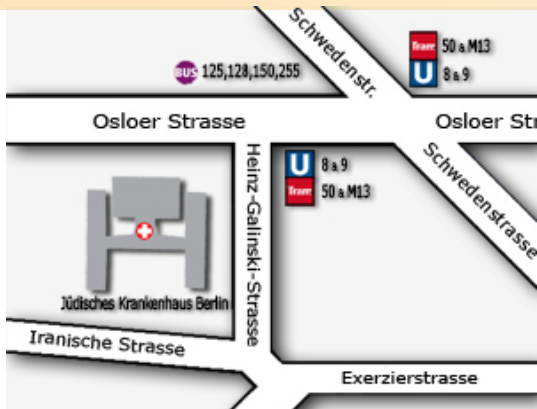 Schwedenstr.
Tram 50 & M13
U 8 & 9
BUS 125,128,150,255
Osloer Strasse
Osloer Str
Heinz-Galinski-Strasse
U 8 & 9
Tram 50 & M13
Schwedenstrasse
Jüdisches Krankenhaus Berlin
Iranische Strasse
Exerzierstrasse